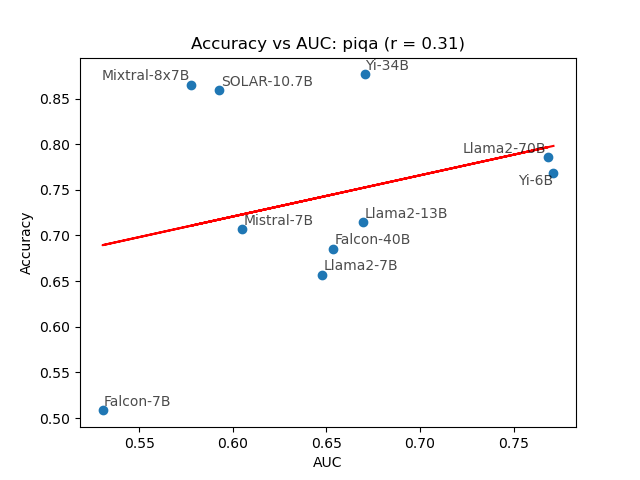 Accuracy vs AUC: piqa (r = 0.31)
Yi-34B
Mixtral-8x7B
SOLAR-10.7B
0.85
Llama2-70B
0.80
Yi-6B
0.75
Llama2-13B
Mistral-7B
0.70
Falcon-40B
Llama2-7B
0.65
0.60
0.55
Falcon-7B
0.50
Accuracy
0.55 0.60 0.65 0.70 0.75
AUC